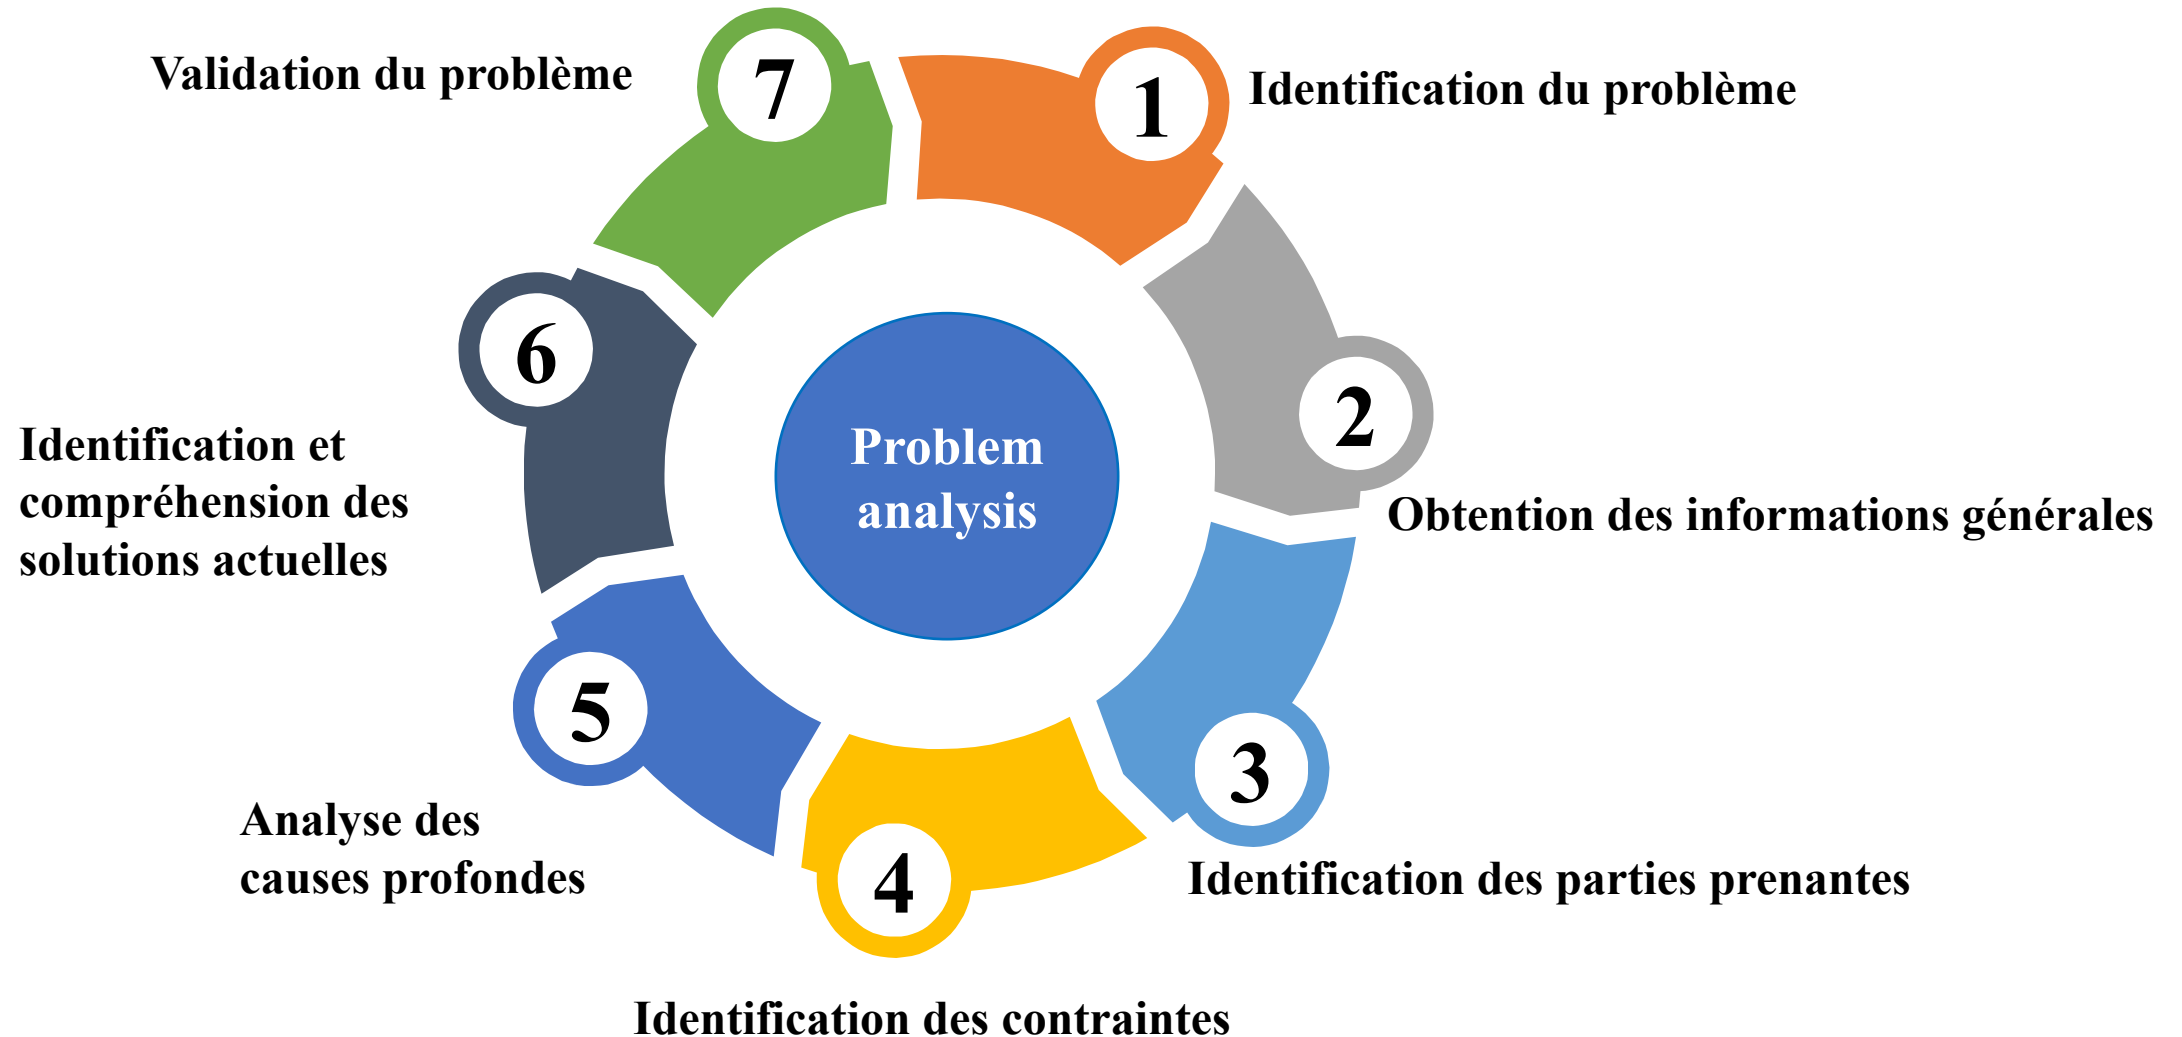 1
Identification du problème
2
Obtention des informations générales
3
Identification des parties prenantes
4
Identification des contraintes
5
Analyse des
causes profondes
6
Identification et
compréhension des
solutions actuelles
7
Validation du problème
Problem
analysis